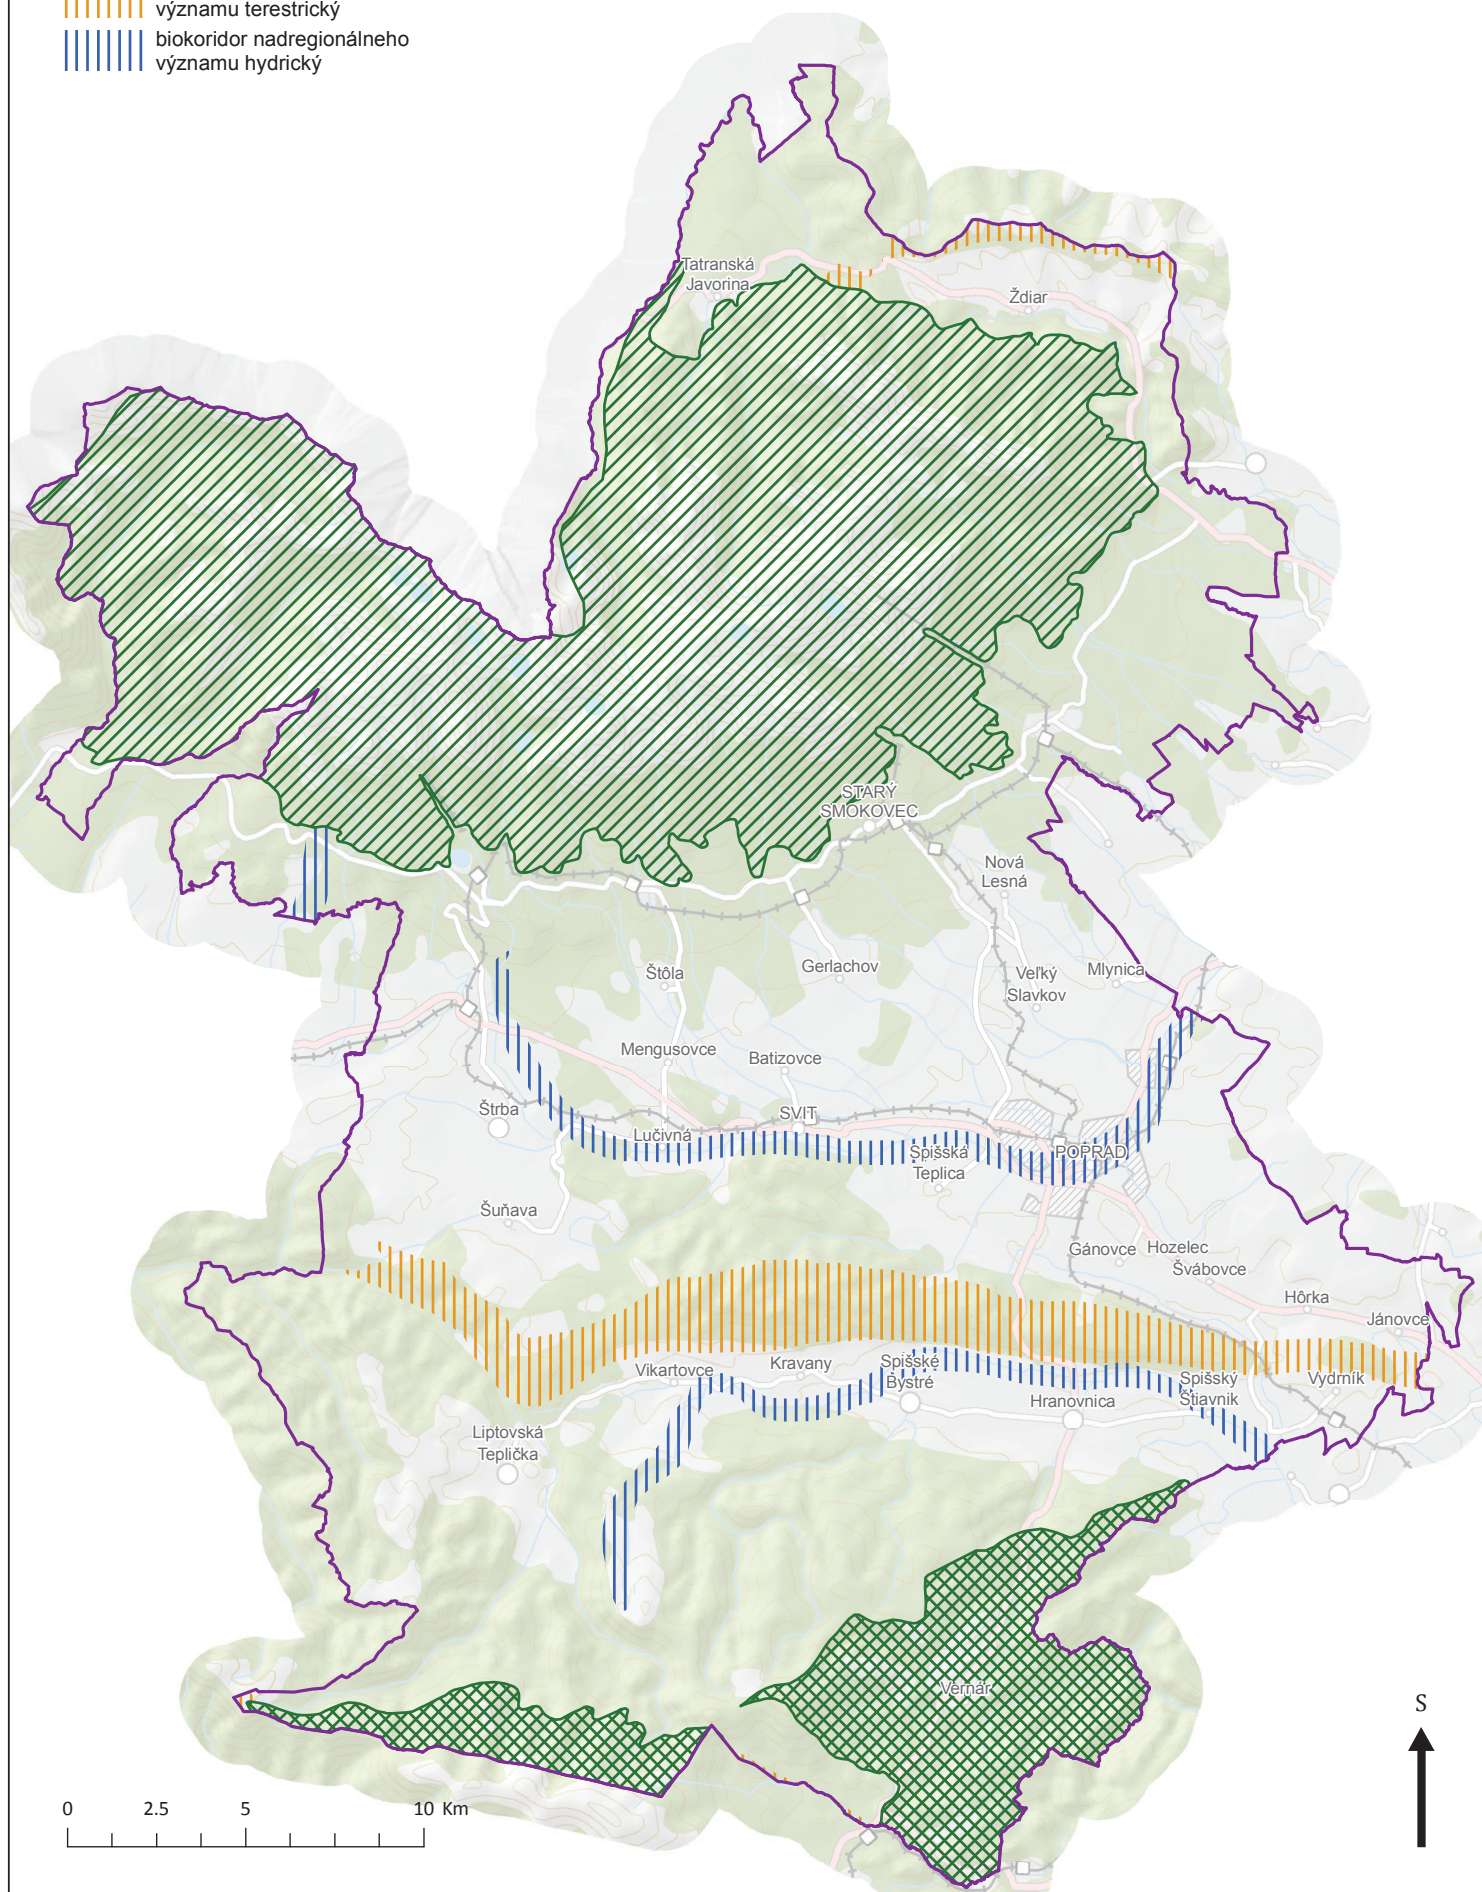 významu terestrický
biokoridor nadregionálneho
významu hydrický
Tatranská
Javorina
Ždiar
STARÝ
SMOKOVEC
Nová
Lesná
Štôla
Gerlachov
Veľký
Slavkov
Mlynica
Mengusovce
Batizovce
Štrba
SVIT
Lučivná
Spišská
Teplica
POPRAD
Šuňava
Gánovce
Hozelec
Švábovce
Hôrka
Jánovce
Vikartovce
Kravany
Spišské
Bystré
Hranovnica
Spišský
Štiavnik
Vydrník
Liptovská
Teplička
Vernár
S
0 2.5 5 10 Km